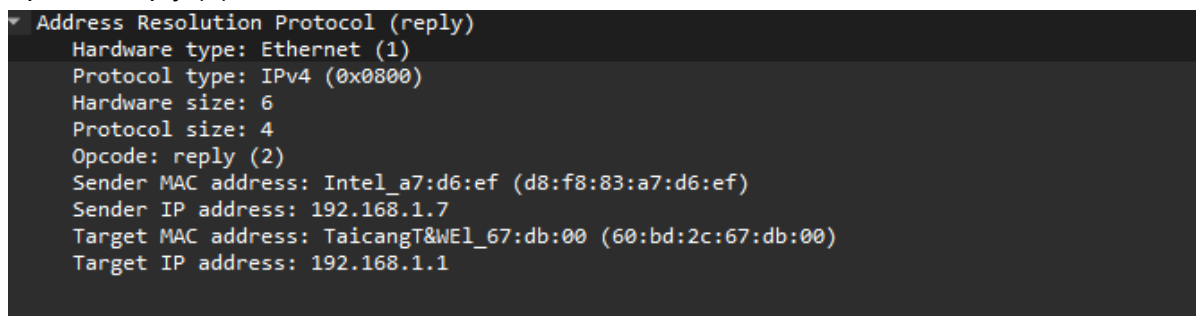 Address Resolution Protocol (reply)
Hardware type: Ethernet (1)
Protocol type: IPv4 (0x0800)
Hardware size: 6
Protocol size: 4
Opcode: reply (2)
Sender MAC address: Intel_a7:d6:ef (d8:f8:83:a7:d6:ef)
Sender IP address: 192.168.1.7
Target MAC address: TaicangT&WEl_67:db:00 (60:bd:2c:67:db:00)
Target IP address: 192.168.1.1